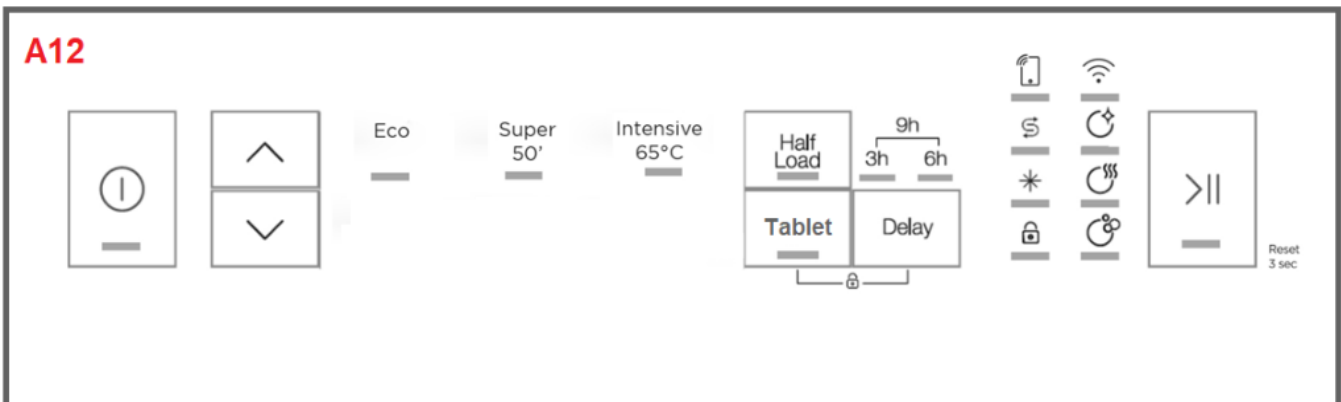 A12
Eco
Super
50’
Intensive
65°C
Half
Load
9h
3h 6h
Tablet
Delay
Reset
3 sec